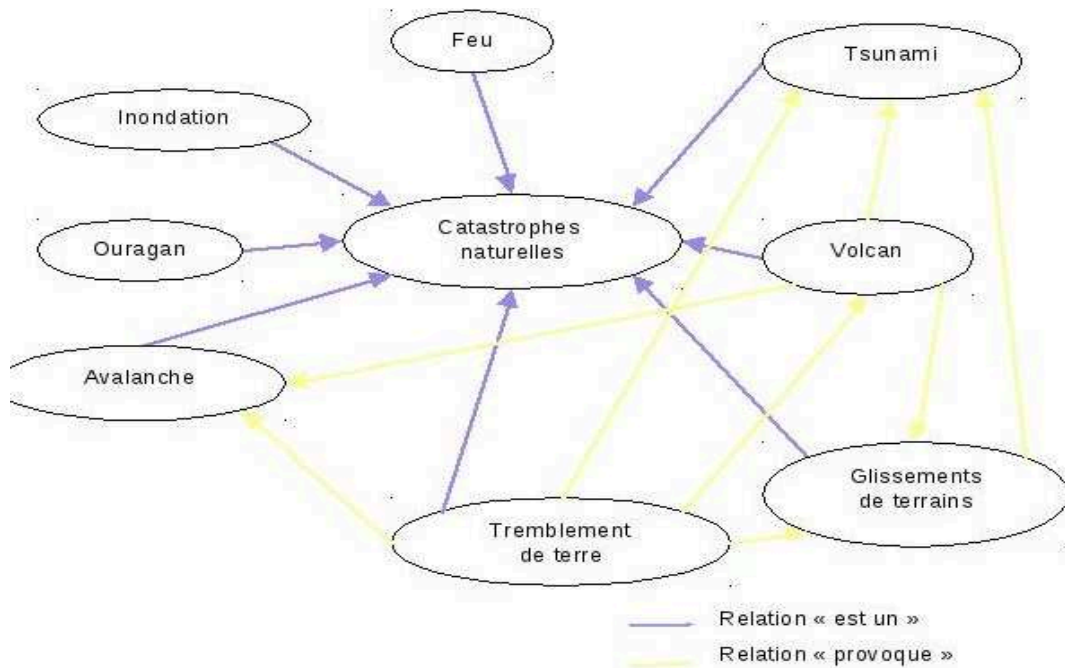 Feu
Tsunami
Inondation
Catastrophes
naturelles
Ouragan
Volcan
Avalanche
Glissements
de terrains
Tremblement
de terre
Relation « est un »
Relation « provoque »